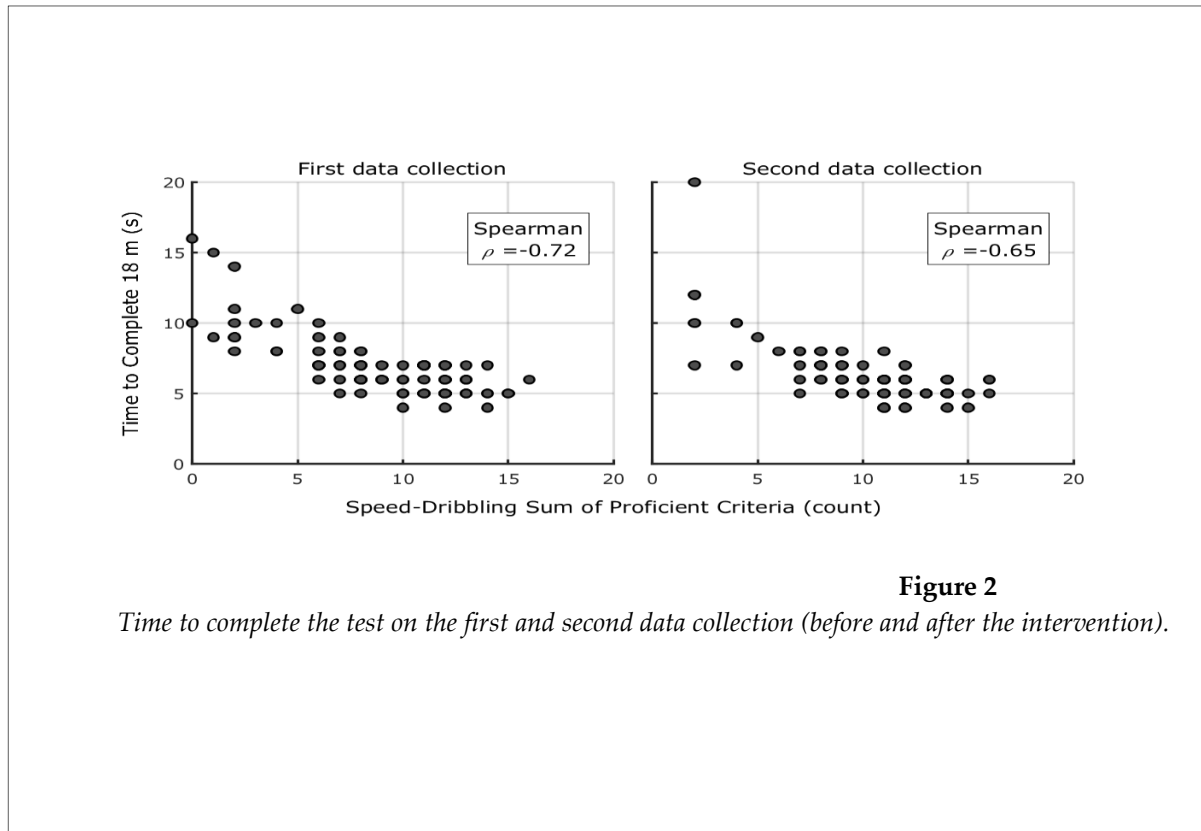 First data collection
Second data collection
Time to Complete 18 m (s)
20
15
10
5
0
Spearman
ρ =-0.72
Spearman
ρ =-0.65
0 5 10 15 20
0 5 10 15 20
Speed-Dribbling Sum of Proficient Criteria (count)
Figure 2
Time to complete the test on the first and second data collection (before and after the intervention).